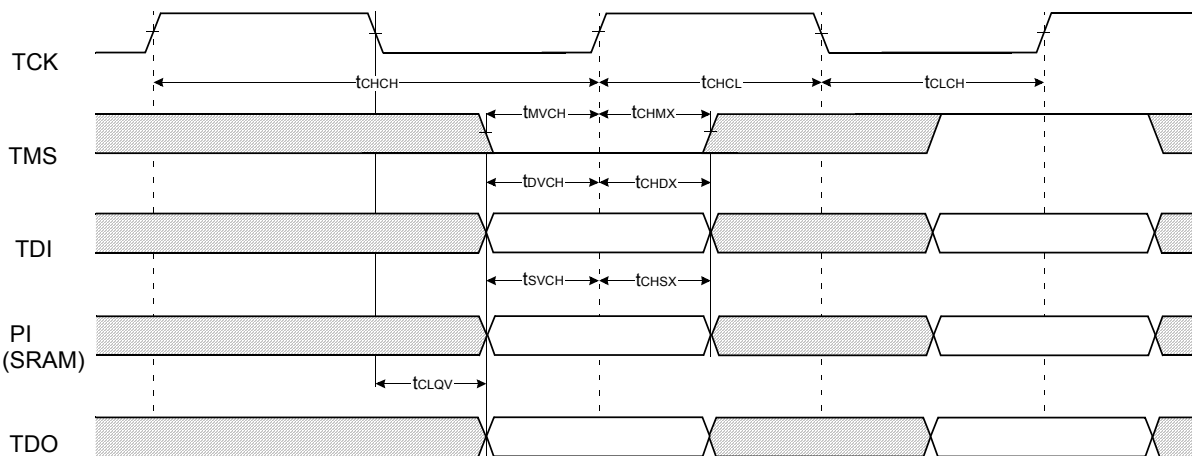 TCK
tCHCH
tCHCL
tCLCH
tMVCH
tCHMX
TMS
tDVCH
tCHDX
TDI
tSVCH
tCHSX
PI
(SRAM)
tCLQV
TDO